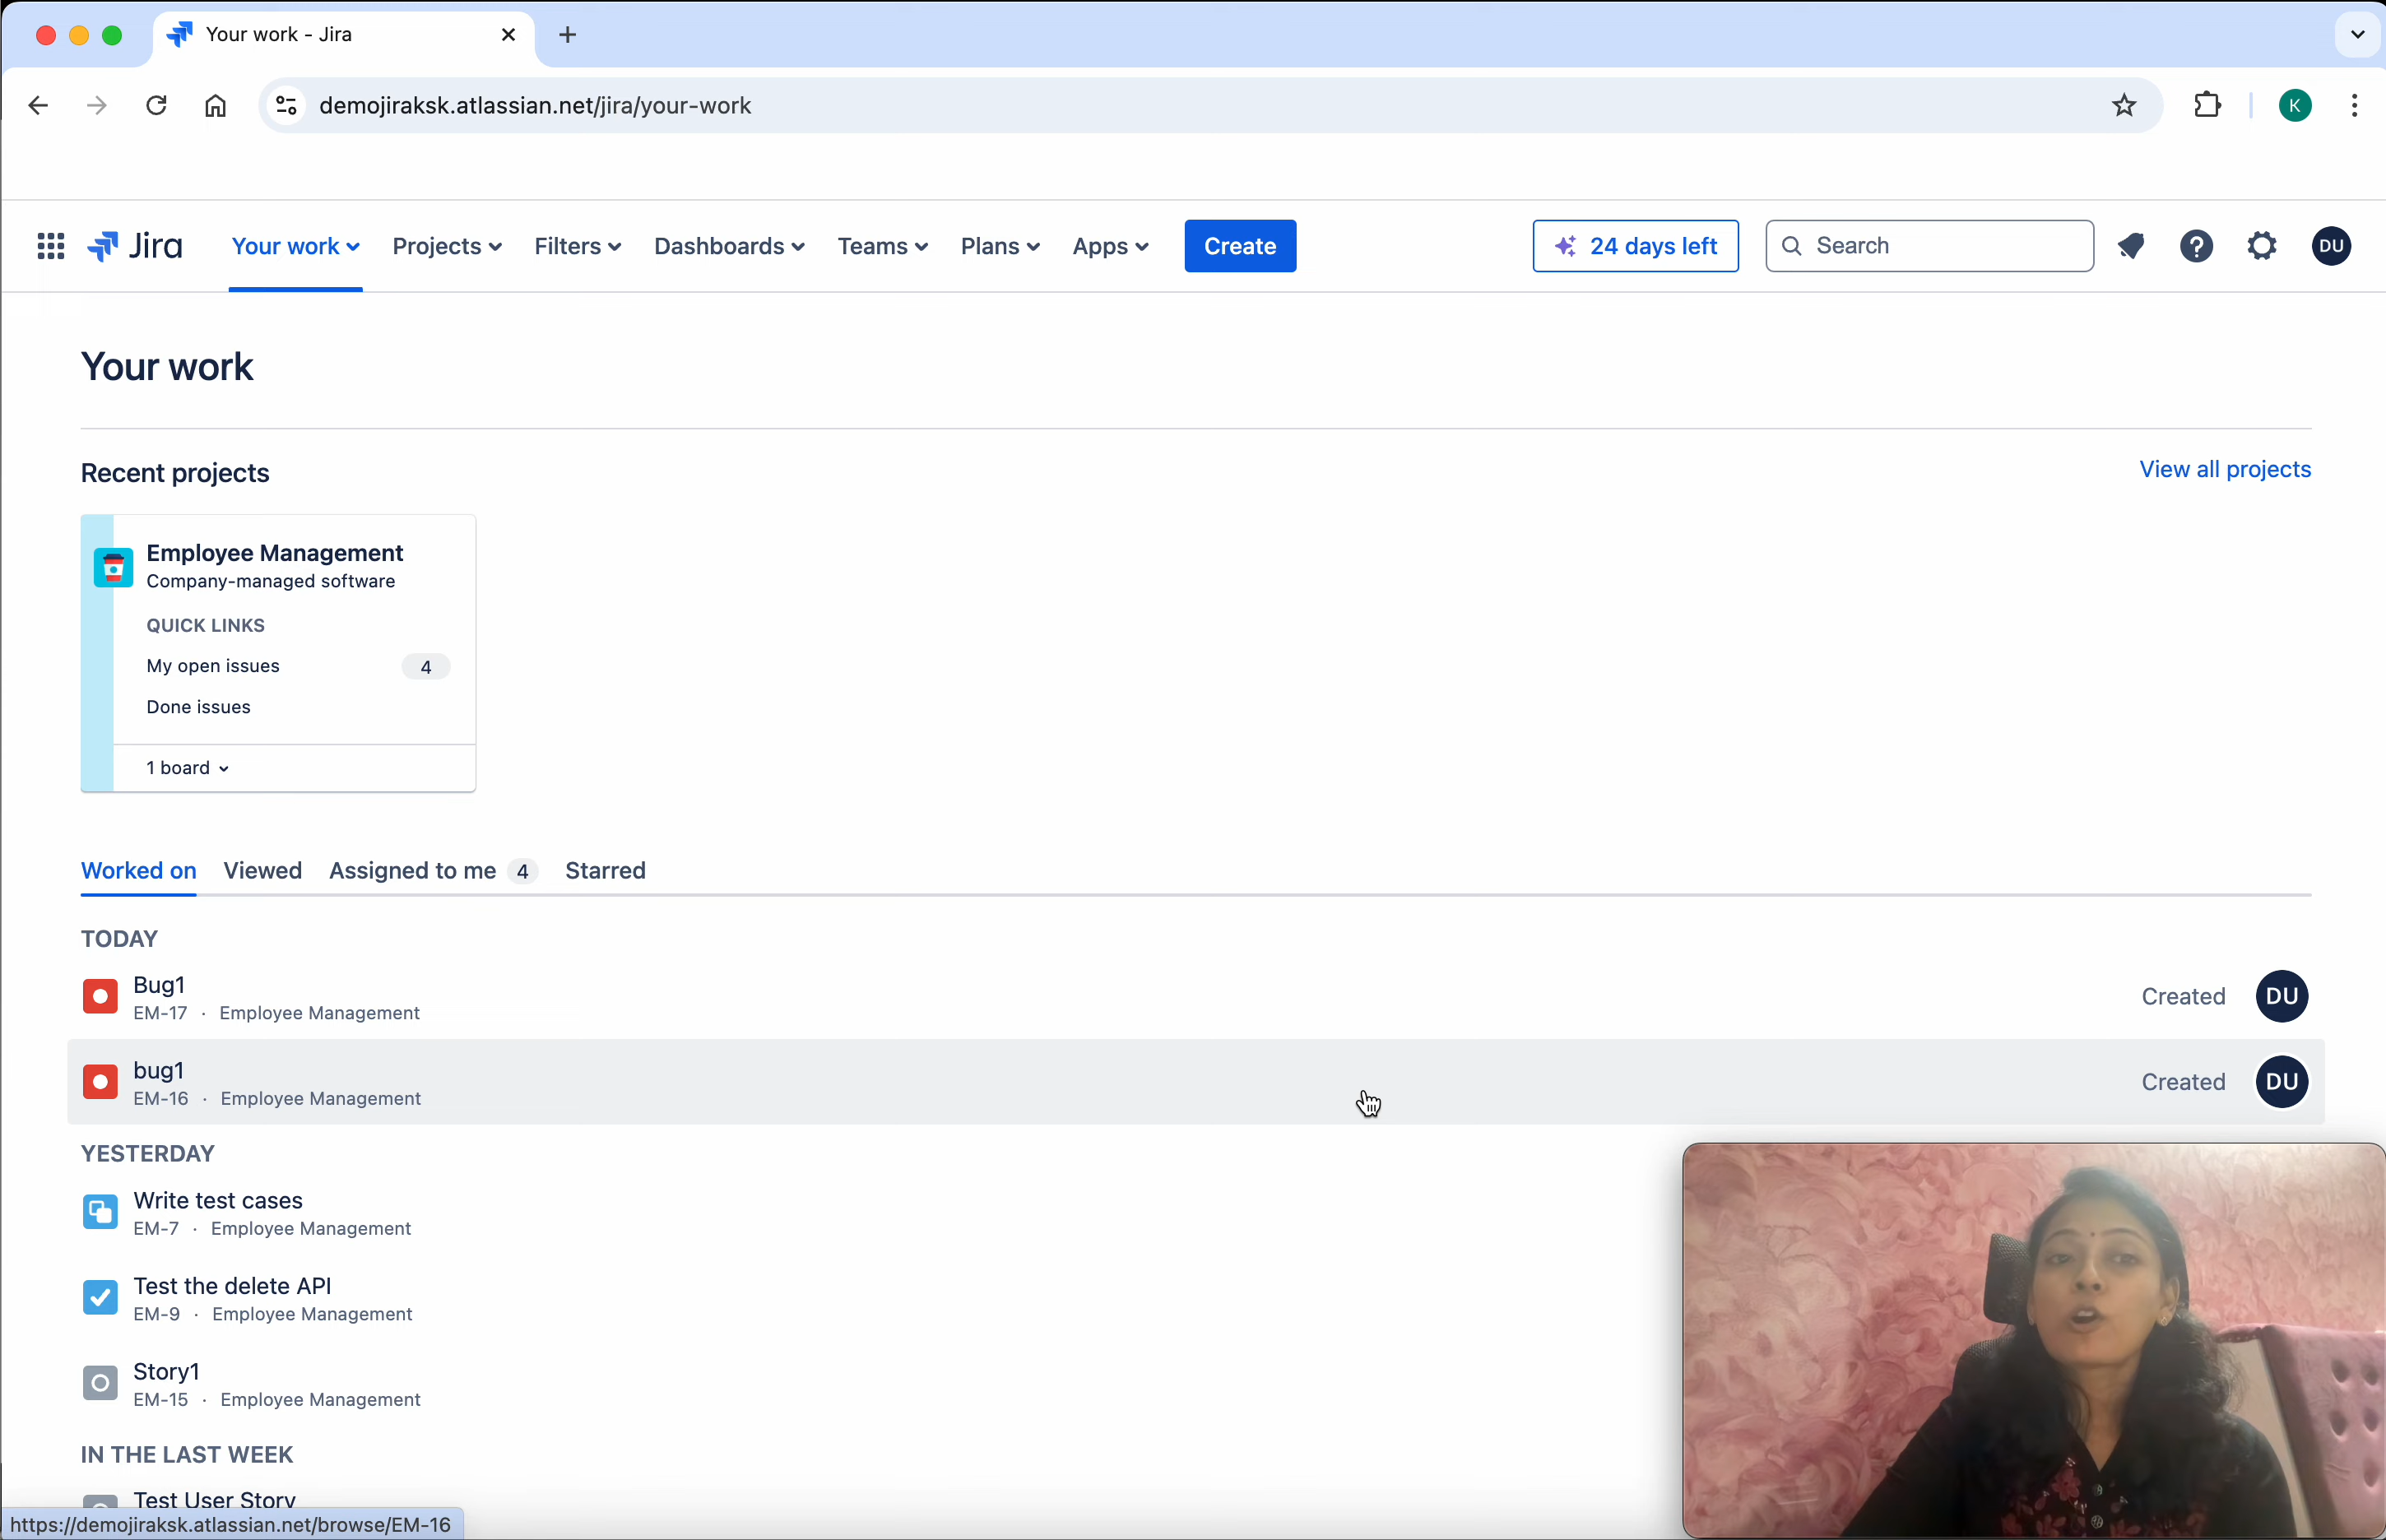 Your work - Jira
demojiraksk.atlassian.net/jira/your-work
K
Jira
Your work
Projects
Filters
Dashboards
Teams
Plans
Apps
Create
24 days left
Search
DU
Your work
Recent projects
View all projects
Employee Management
Company-managed software
QUICK LINKS
My open issues 4
Done issues
1 board
Worked on
Viewed
Assigned to me 4
Starred
TODAY
Bug1
EM-17 · Employee Management
Created DU
bug1
EM-16 · Employee Management
Created DU
YESTERDAY
Write test cases
EM-7 · Employee Management
Test the delete API
EM-9 · Employee Management
Story1
EM-15 · Employee Management
IN THE LAST WEEK
Test User Story
https://demojiraksk.atlassian.net/browse/EM-16